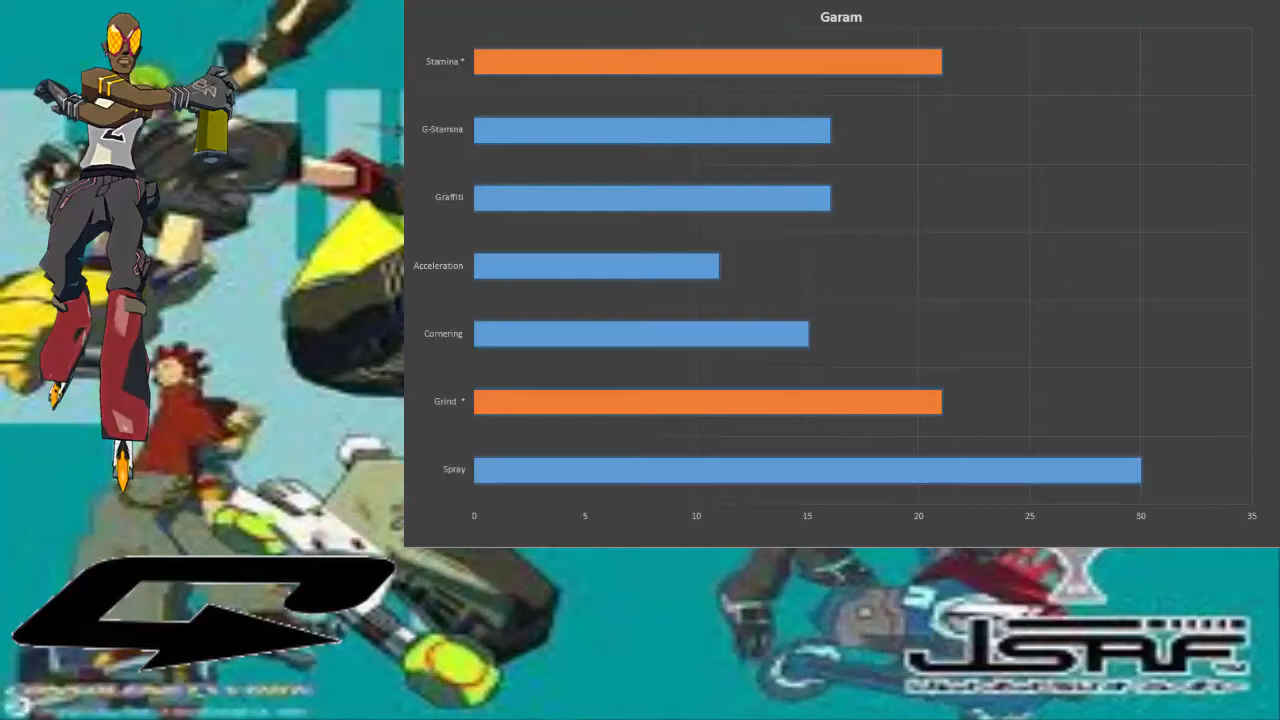 Garam
Stamina *
G-Stamina
Graffiti
Acceleration
Cornering
Grind *
Spray
0 5 10 15 20 25 30 35
JSRF